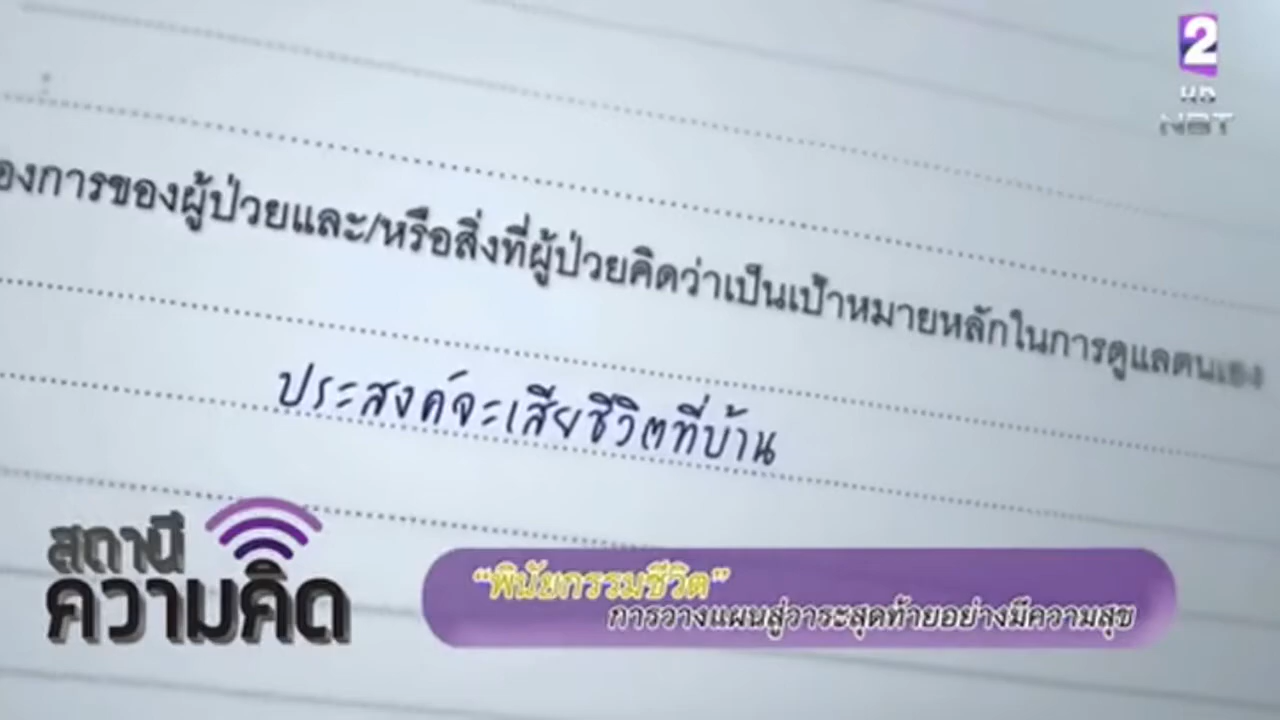 2
HD
NBT
องการของผู้ป่วยและ/หรือสิ่งที่ผู้ป่วยคิดว่าเป็นเป้าหมายหลักในการดูแลตนเอง
ประสงค์จะเสียชีวิตที่บ้าน
สถานี
ความคิด
“พินัยกรรมชีวิต”
การวางแผนสู่วาระสุดท้ายอย่างมีความสุข